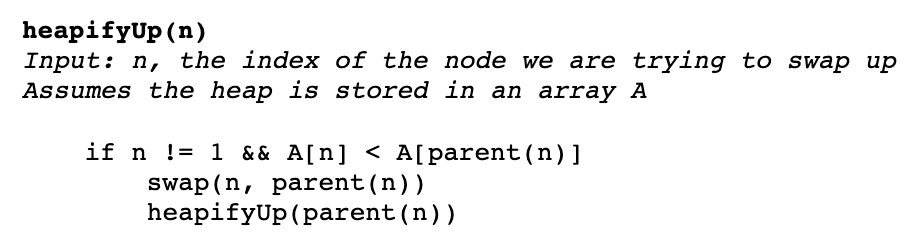 heapifyUp(n)
Input: n, the index of the node we are trying to swap up
Assumes the heap is stored in an array A
if n != 1 && A[n] < A[parent(n)]
swap(n, parent(n))
heapifyUp(parent(n))